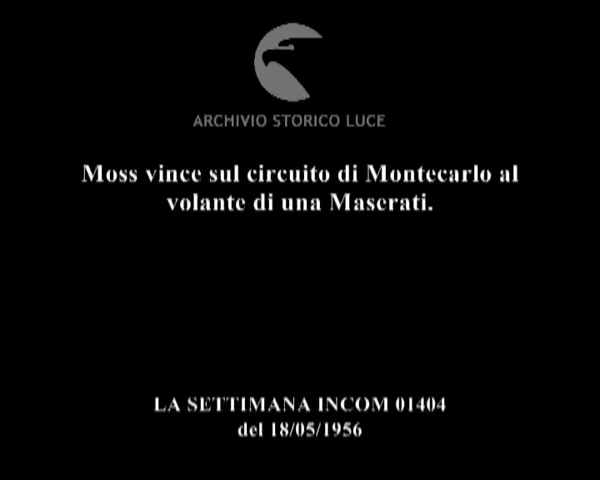 ARCHIVIO STORICO LUCE
Moss vince sul circuito di Montecarlo al
volante di una Maserati.
LA SETTIMANA INCOM 01404
del 18/05/1956